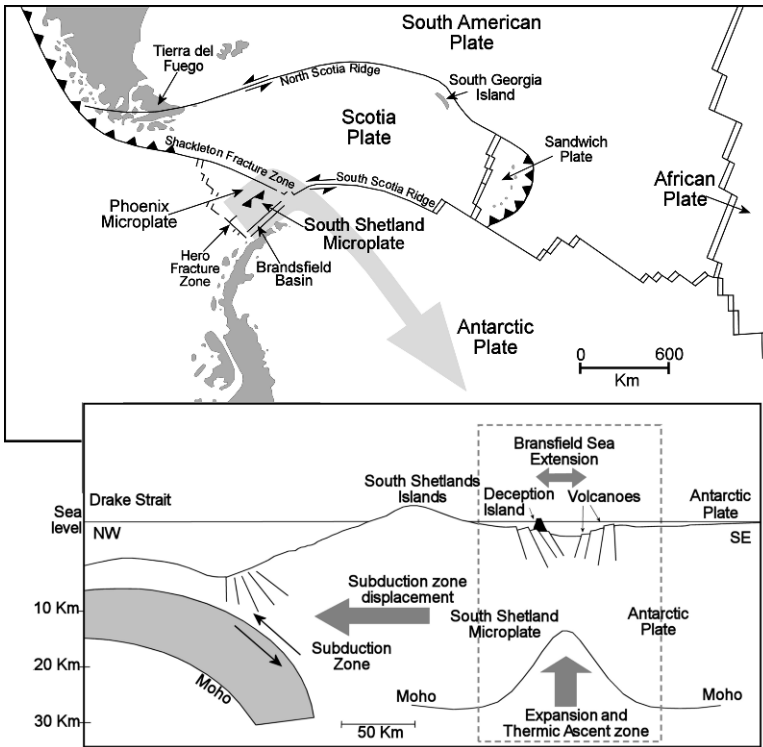 South American
Plate
Tierra del
Fuego
North Scotia Ridge
South Georgia
Island
Scotia
Plate
Sandwich
Plate
Shackleton Fracture Zone
South Scotia Ridge
African
Plate
Phoenix
Microplate
South Shetland
Microplate
Hero
Fracture
Zone
Brandsfield
Basin
Antarctic
Plate
0 600
Km
Bransfield Sea
Extension
South Shetlands
Islands
Deception
Island
Volcanoes
Antarctic
Plate
Drake Strait
Sea
level
NW
SE
Subduction zone
displacement
10 Km
South Shetland
Microplate
Antarctic
Plate
Subduction
Zone
20 Km
Moho
Moho
Moho
30 Km
50 Km
Expansion and
Thermic Ascent zone